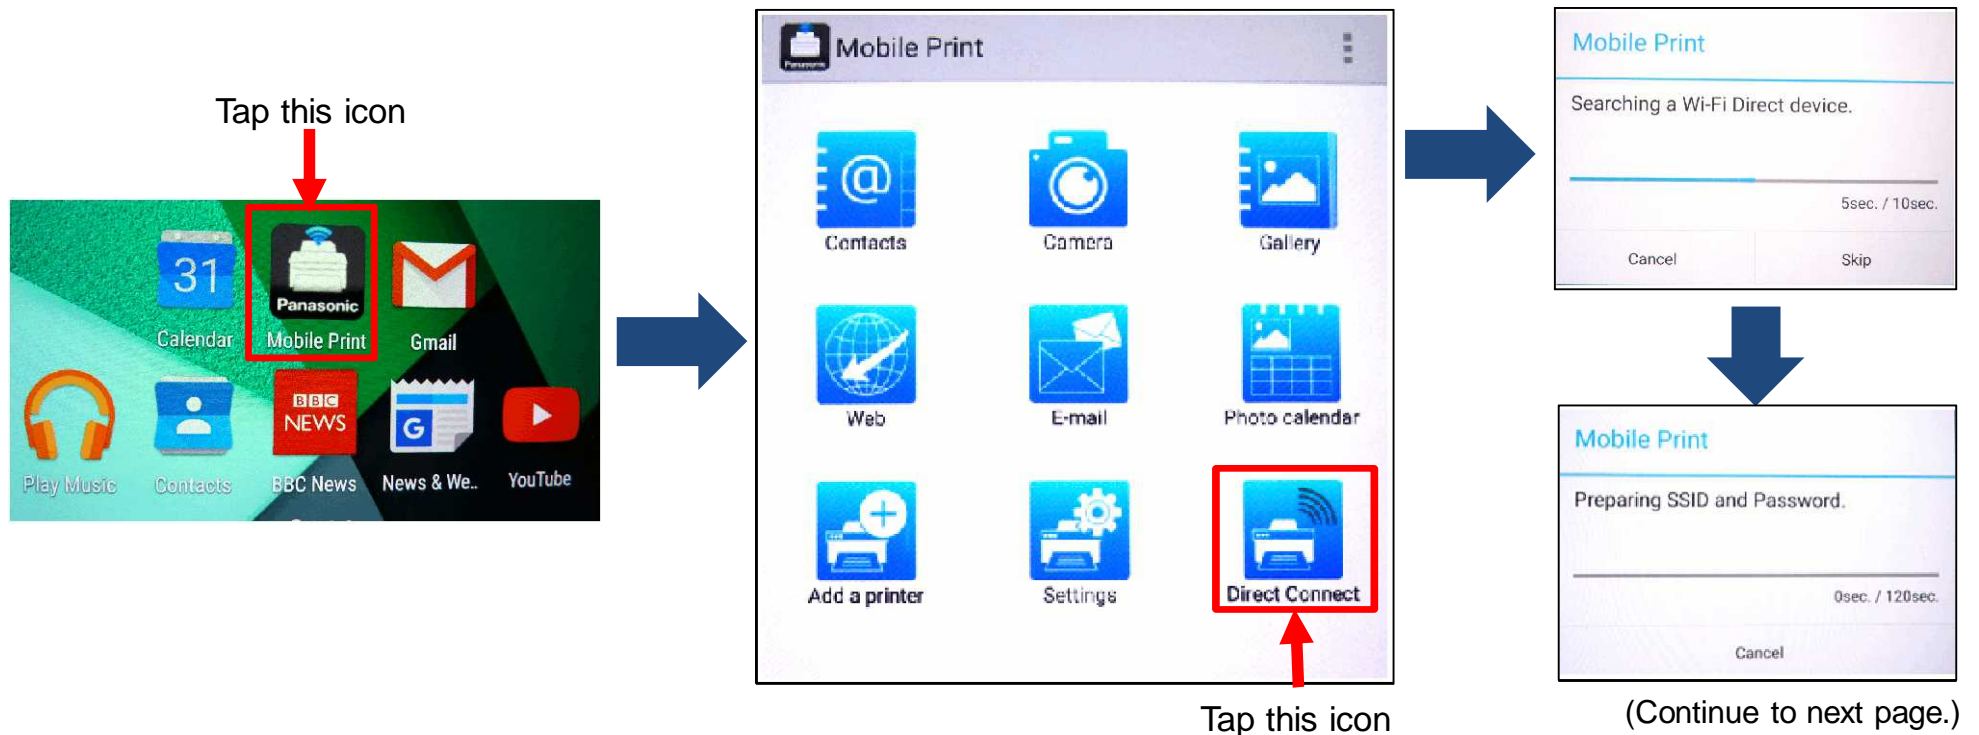 Tap this icon
31
Panasonic
Calendar
Mobile Print
Gmail
BBC
NEWS
G
Play Music
Contacts
BBC News
News & We..
YouTube
Panasonic
Mobile Print
@
Contacts
Camera
Gallery
Web
E-mail
Photo calendar
Add a printer
Settings
Direct Connect
Tap this icon
Mobile Print
Searching a Wi-Fi Direct device.
5sec. / 10sec.
Cancel
Skip
Mobile Print
Preparing SSID and Password.
0sec. / 120sec.
Cancel
(Continue to next page.)